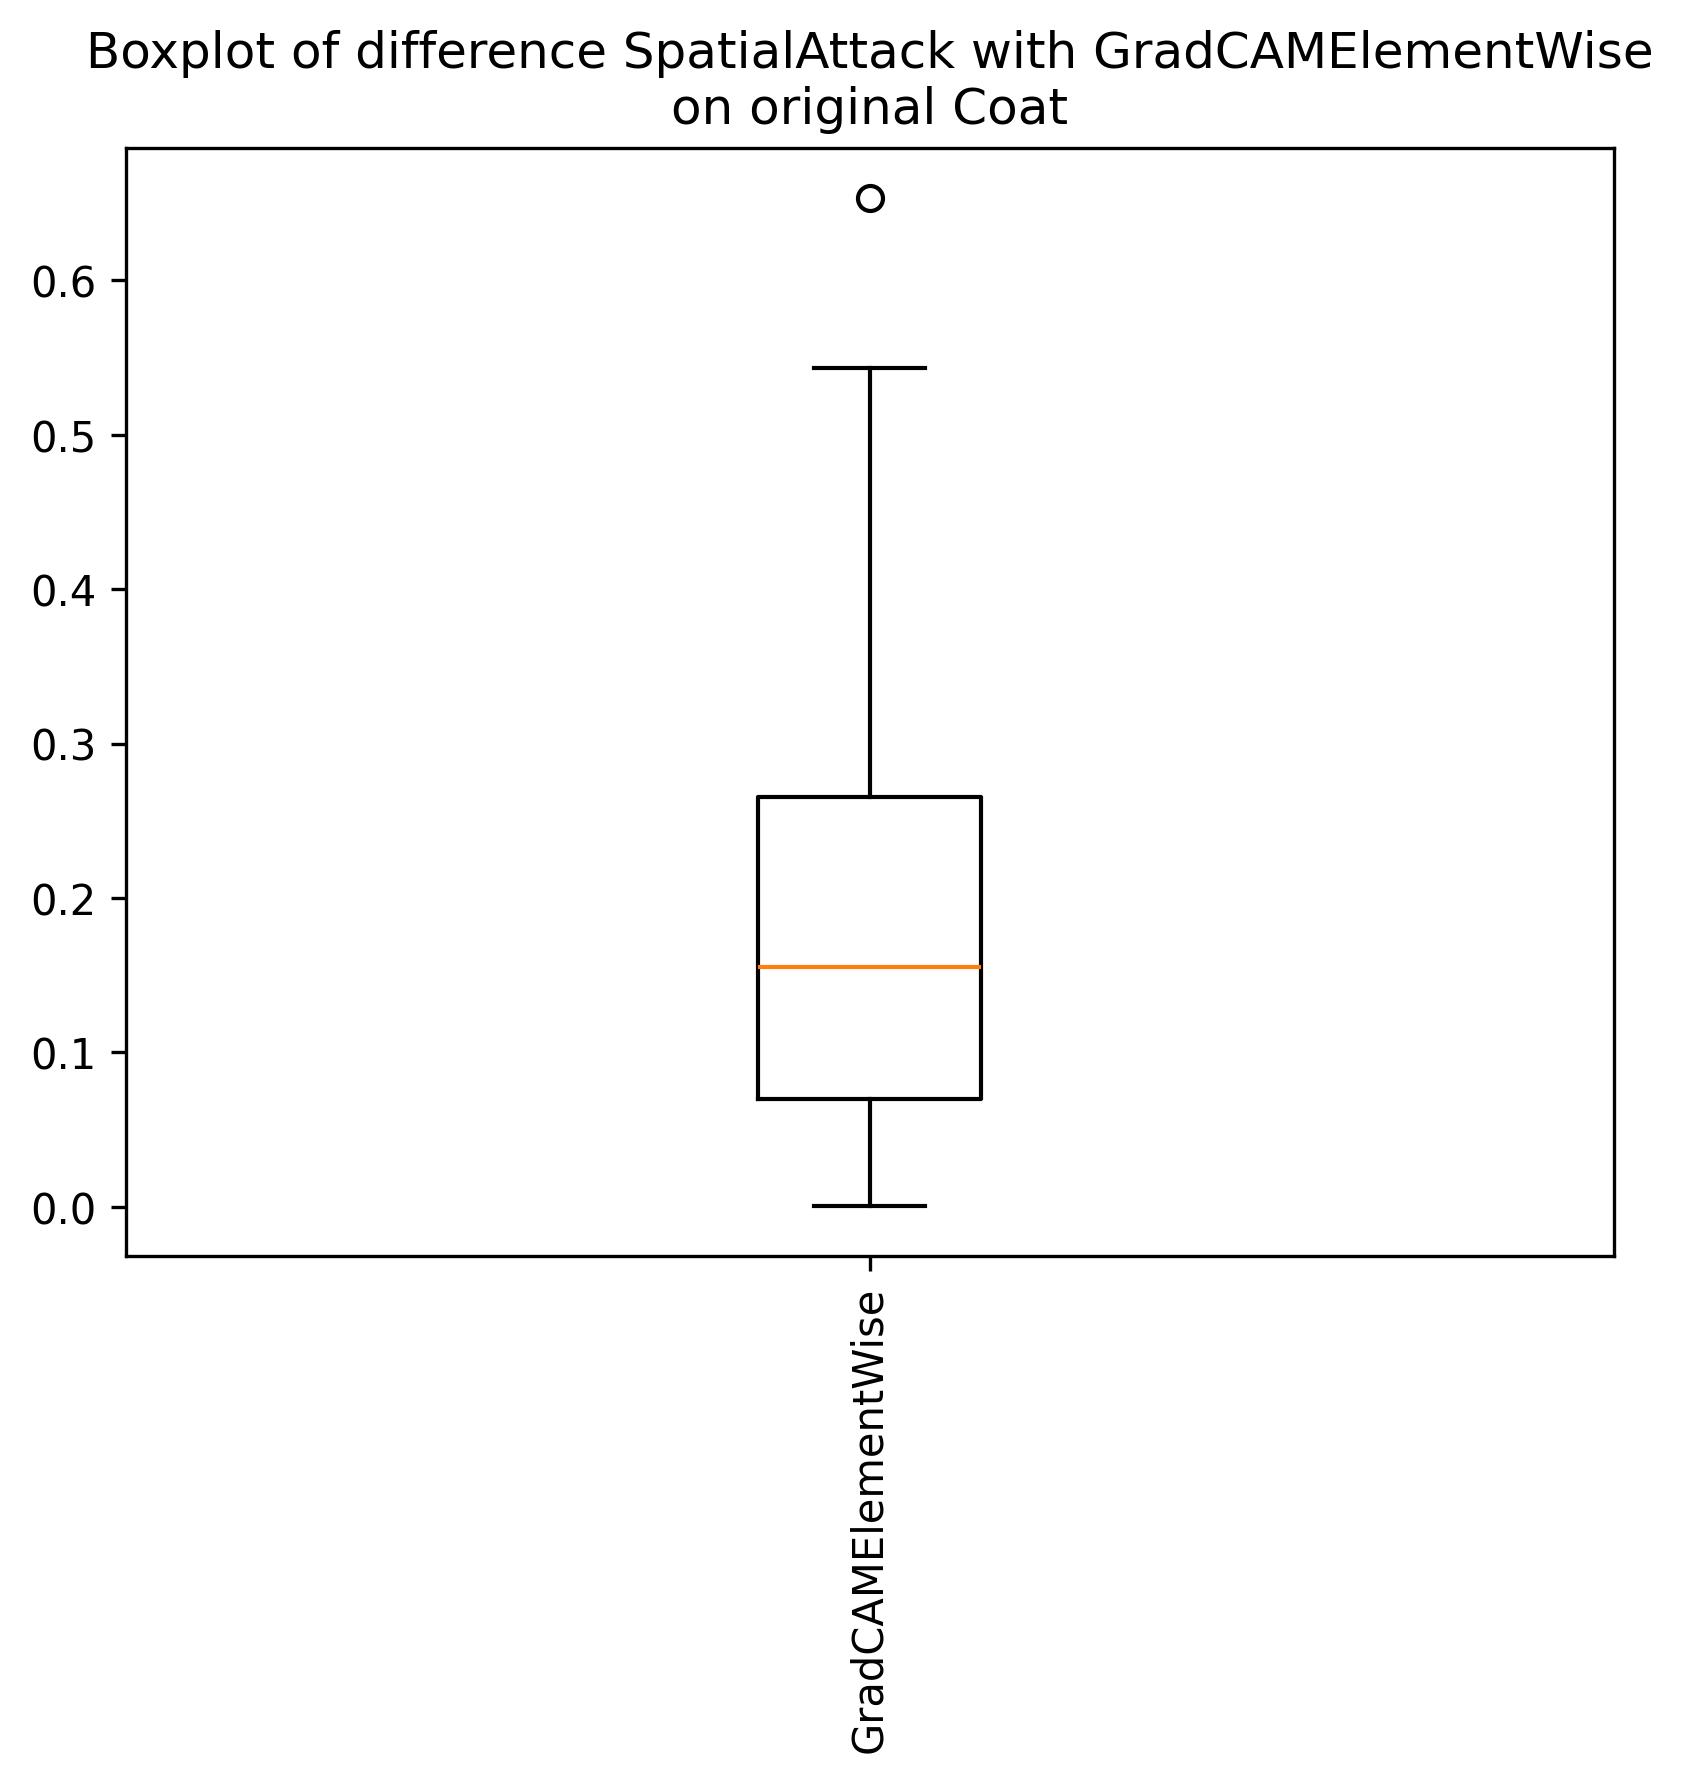 Boxplot of difference SpatialAttack with GradCAMElementWise
on original Coat
0.6
0.5
0.4
0.3
0.2
0.1
0.0
GradCAMElementWise